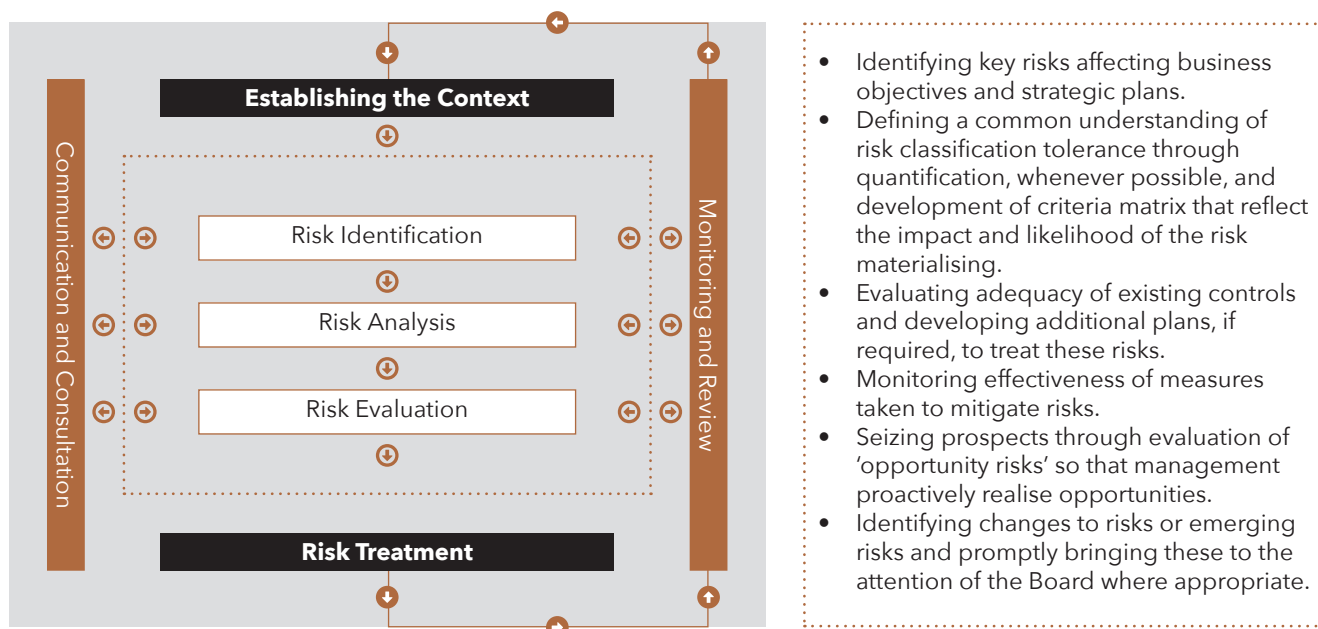 Establishing the Context
Communication and Consultation
Risk Identification
Risk Analysis
Risk Evaluation
Monitoring and Review
Risk Treatment
• Identifying key risks affecting business
objectives and strategic plans.
• Defining a common understanding of
risk classification tolerance through
quantification, whenever possible, and
development of criteria matrix that reflect
the impact and likelihood of the risk
materialising.
• Evaluating adequacy of existing controls
and developing additional plans, if
required, to treat these risks.
• Monitoring effectiveness of measures
taken to mitigate risks.
• Seizing prospects through evaluation of
‘opportunity risks’ so that management
proactively realise opportunities.
• Identifying changes to risks or emerging
risks and promptly bringing these to the
attention of the Board where appropriate.